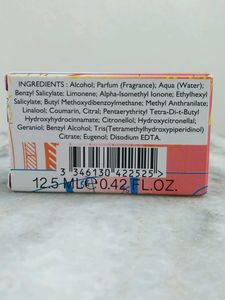 INGREDIENTS : Alcohol; Parfum (Fragrance); Aqua (Water);
Benzyl Salicylate; Limonene; Alpha-Isomethyl Ionone; Ethylhexyl
Salicylate; Butyl Methoxydibenzoylmethane; Methyl Anthranilate;
Linalool; Coumarin, Citral; Pentaerythrityl Tetra-Di-t-Butyl
Hydroxyhydrocinnamate; Citronellol; Hydroxycitronellal;
Geraniol; Benzyl Alcohol; Tris(Tetramethylhydroxypiperidinol)
Citrate; Eugenol; Disodium EDTA.
3 346130 422525 >
12.5 ML℮ 0.42 FL.OZ.